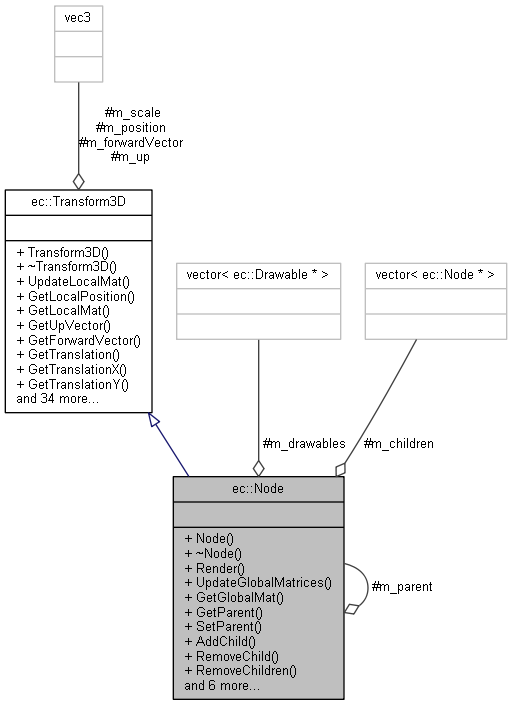 vec3
#m_scale
#m_position
#m_forwardVector
#m_up
ec::Transform3D
+ Transform3D()
+ ~Transform3D()
+ UpdateLocalMat()
+ GetLocalPosition()
+ GetLocalMat()
+ GetUpVector()
+ GetForwardVector()
+ GetTranslation()
+ GetTranslationX()
+ GetTranslationY()
and 34 more...
vector< ec::Drawable * >
vector< ec::Node * >
#m_drawables
#m_children
ec::Node
+ Node()
+ ~Node()
+ Render()
+ UpdateGlobalMatrices()
+ GetGlobalMat()
+ GetParent()
+ SetParent()
+ AddChild()
+ RemoveChild()
+ RemoveChildren()
and 6 more...
#m_parent